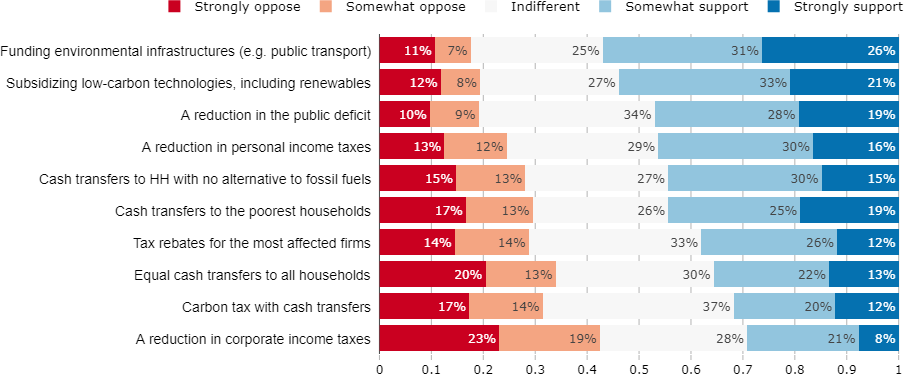 Strongly oppose Somewhat oppose Indifferent Somewhat support Strongly support
Funding environmental infrastructures (e.g. public transport) 11% 7% 25% 31% 26%
Subsidizing low-carbon technologies, including renewables 12% 8% 27% 33% 21%
A reduction in the public deficit 10% 9% 34% 28% 19%
A reduction in personal income taxes 13% 12% 29% 30% 16%
Cash transfers to HH with no alternative to fossil fuels 15% 13% 27% 30% 15%
Cash transfers to the poorest households 17% 13% 26% 25% 19%
Tax rebates for the most affected firms 14% 14% 33% 26% 12%
Equal cash transfers to all households 20% 13% 30% 22% 13%
Carbon tax with cash transfers 17% 14% 37% 20% 12%
A reduction in corporate income taxes 23% 19% 28% 21% 8%
0 0.1 0.2 0.3 0.4 0.5 0.6 0.7 0.8 0.9 1